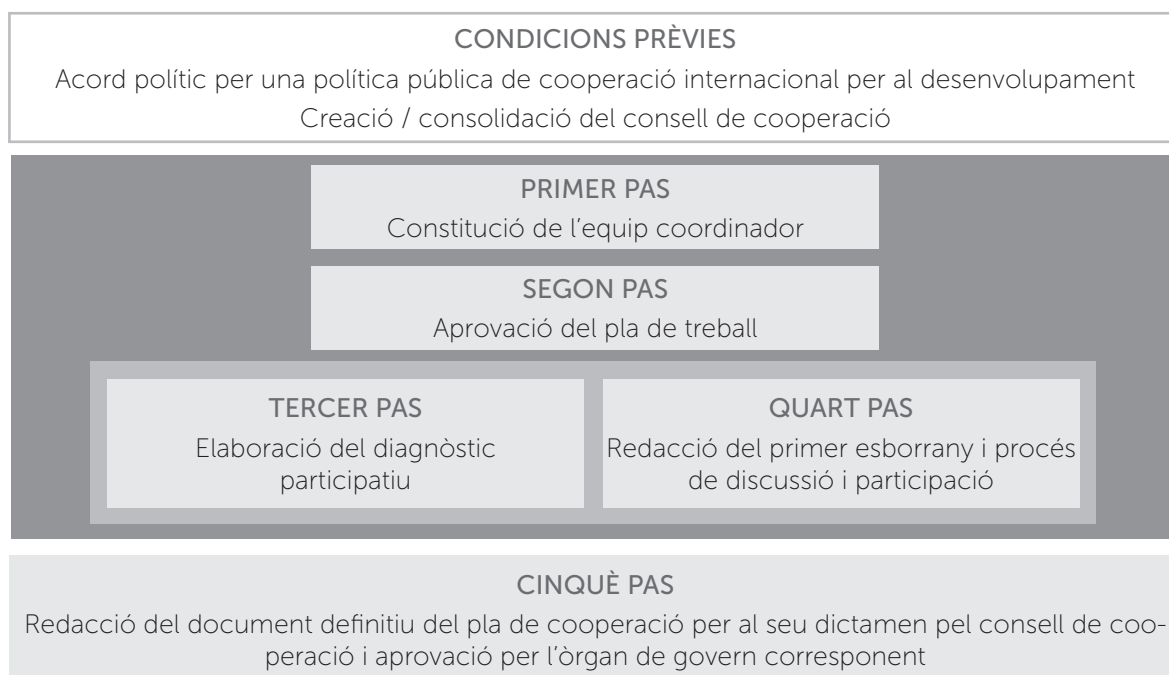 CONDICIONS PRÈVIES
Acord polític per una política pública de cooperació internacional per al desenvolupament
Creació / consolidació del consell de cooperació
PRIMER PAS
Constitució de l’equip coordinador
SEGON PAS
Aprovació del pla de treball
TERCER PAS
Elaboració del diagnòstic
participatiu
QUART PAS
Redacció del primer esborrany i procés
de discussió i participació
CINQUÈ PAS
Redacció del document definitiu del pla de cooperació per al seu dictamen pel consell de coo-
peració i aprovació per l’òrgan de govern corresponent